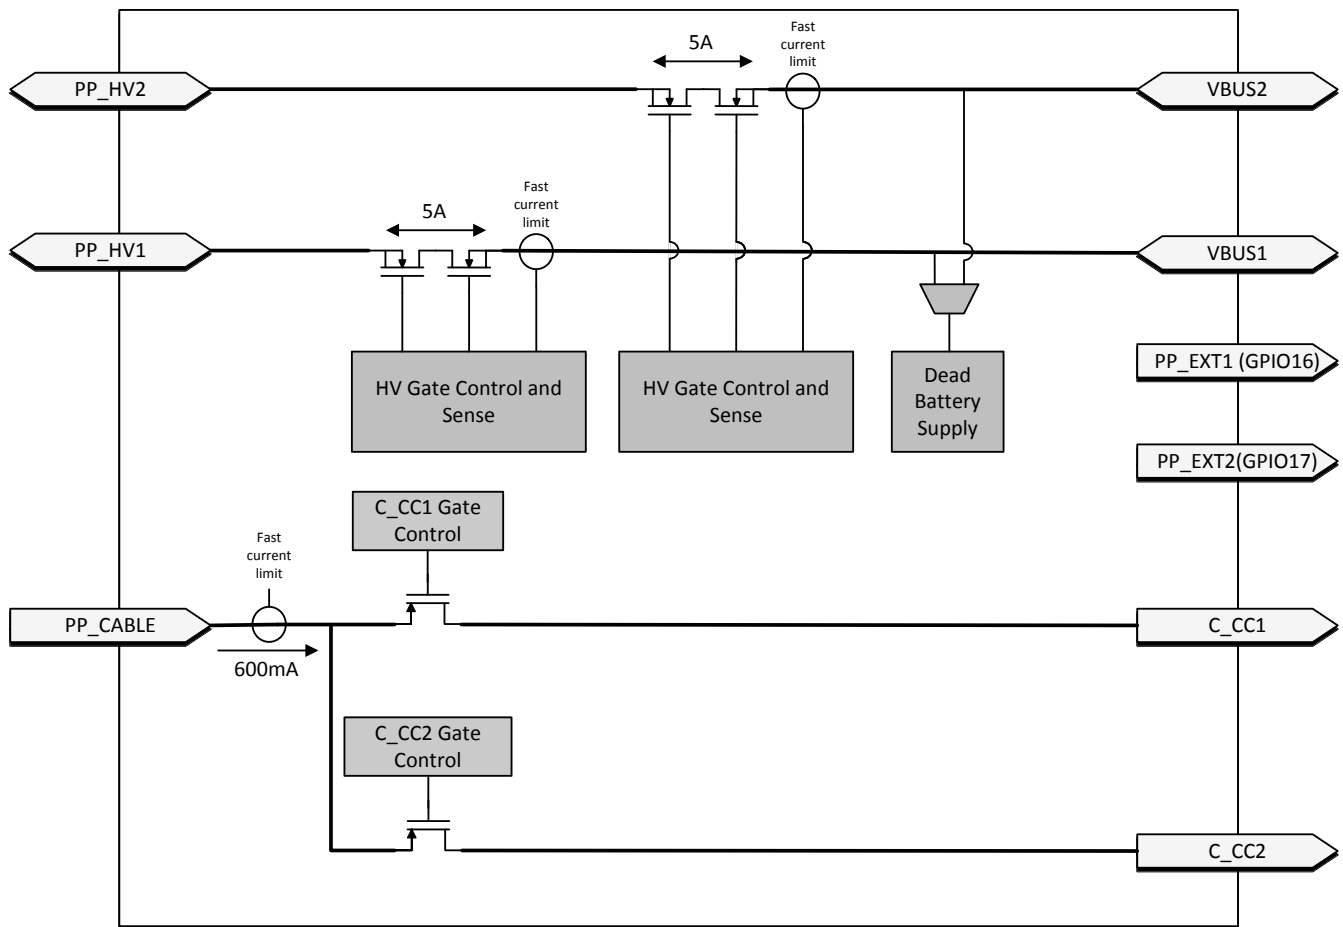 Fast
current
limit
5A
PP_HV2
VBUS2
Fast
current
limit
5A
PP_HV1
VBUS1
PP_EXT1 (GPIO16)
HV Gate Control and
Sense
HV Gate Control and
Sense
Dead
Battery
Supply
PP_EXT2(GPIO17)
C_CC1 Gate
Control
Fast
current
limit
PP_CABLE
C_CC1
600mA
C_CC2 Gate
Control
C_CC2